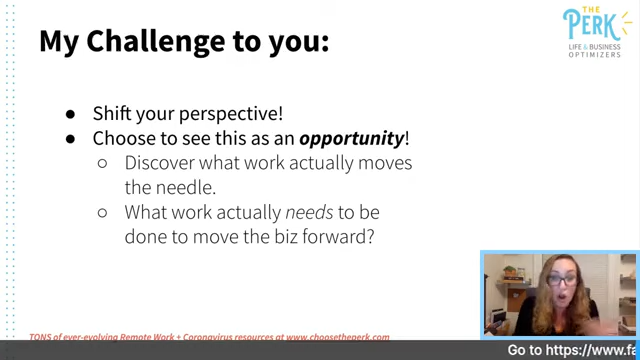 My Challenge to you:
THE
PERK
LIFE & BUSINESS
OPTIMIZERS
● Shift your perspective!
● Choose to see this as an opportunity!
○ Discover what work actually moves
the needle.
○ What work actually needs to be
done to move the biz forward?
TONS of ever-evolving Remote Work + Coronavirus resources at www.choosetheperk.com
Go to https://www.fa